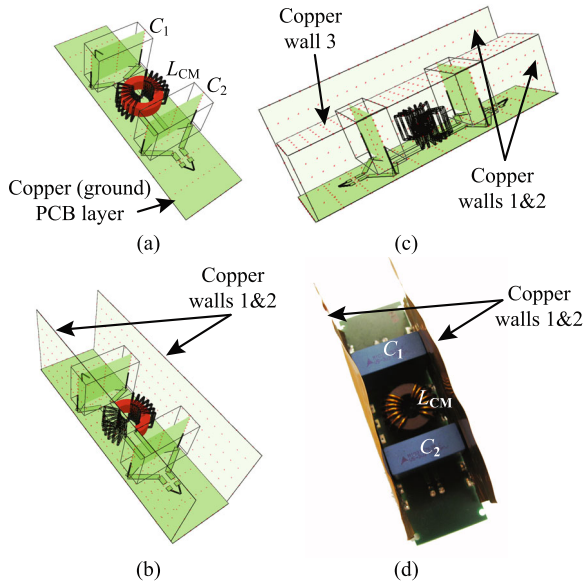 C1
LCM
C2
Copper (ground)
PCB layer
(a)
Copper
wall 3
Copper
walls 1&2
(c)
Copper
walls 1&2
(b)
Copper
walls 1&2
C1
LCM
C2
(d)